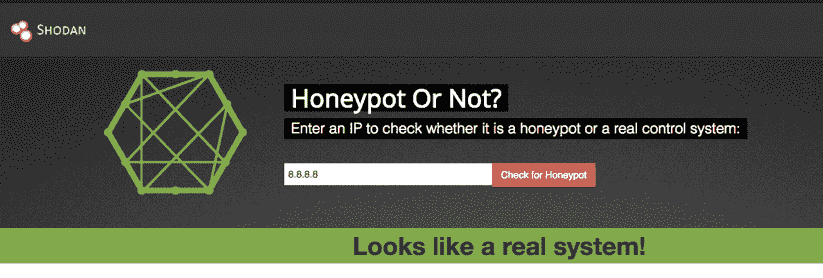 SHODAN
Honeypot Or Not?
Enter an IP to check whether it is a honeypot or a real control system:
8.8.8.8
Check for Honeypot
Looks like a real system!